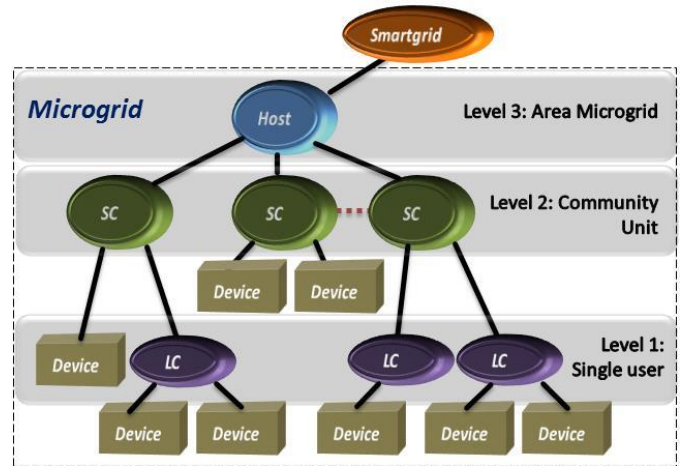 Smartgrid
Microgrid
Host
Level 3: Area Microgrid
SC
SC
SC
Level 2: Community
Unit
Device
Device
Device
LC
LC
LC
Level 1:
Single user
Device
Device
Device
Device
Device